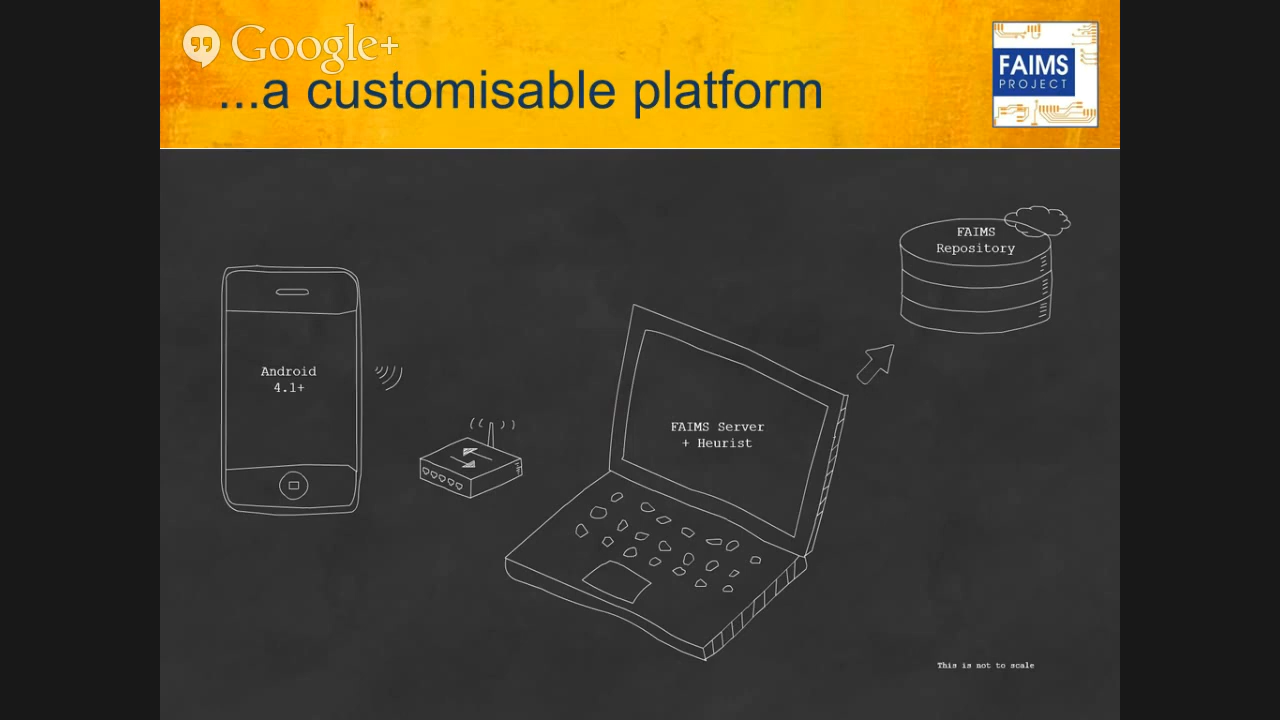 Google+
...a customisable platform
FAIMS
PROJECT
FAIMS
Repository
Android
4.1+
FAIMS Server
+ Heurist
This is not to scale